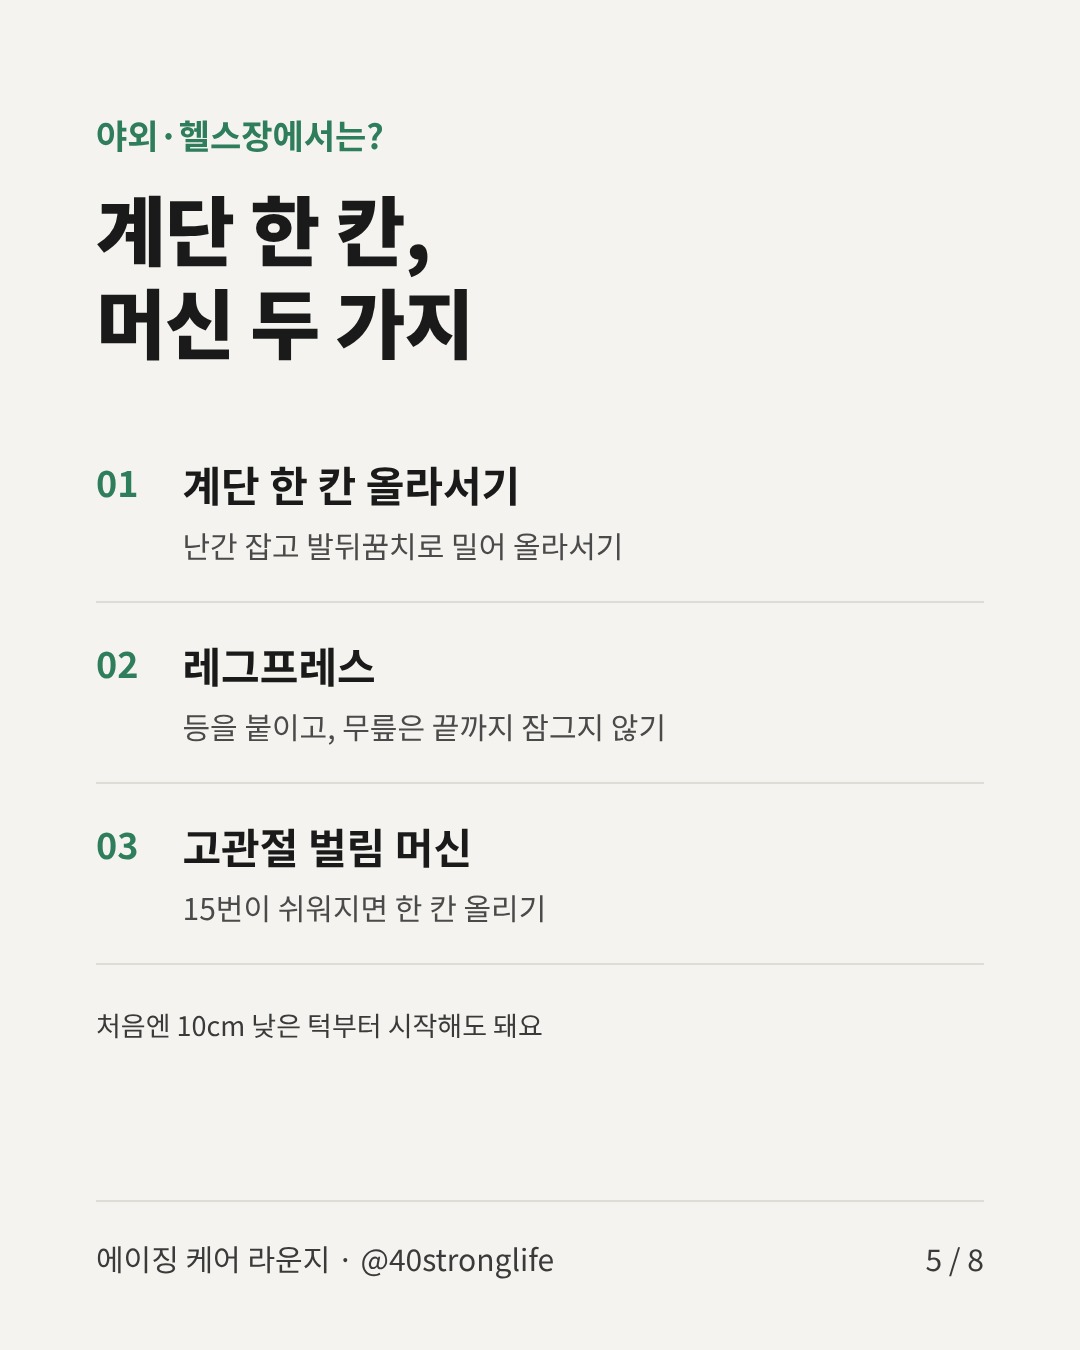 야외·헬스장에서는?
계단 한 칸,
머신 두 가지
01 계단 한 칸 올라서기
난간 잡고 발뒤꿈치로 밀어 올라서기
02 레그프레스
등을 붙이고, 무릎은 끝까지 잠그지 않기
03 고관절 벌림 머신
15번이 쉬워지면 한 칸 올리기
처음엔 10cm 낮은 턱부터 시작해도 돼요
에이징 케어 라운지 · @40stronglife 5 / 8